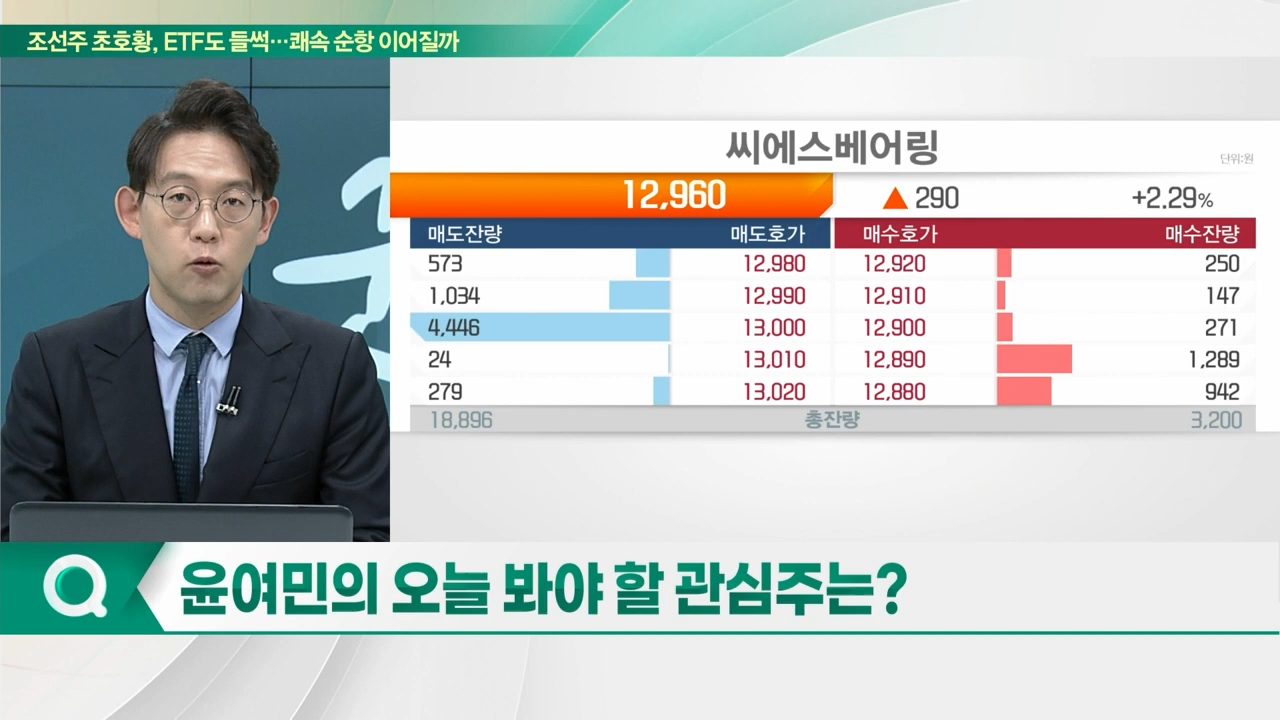 조선주 초호황, ETF도 들썩…쾌속 순항 이어질까
씨에스베어링
단위:원
12,960 ▲ 290 +2.29%
매도잔량 매도호가 매수호가 매수잔량
573 12,980 12,920 250
1,034 12,990 12,910 147
4,446 13,000 12,900 271
24 13,010 12,890 1,289
279 13,020 12,880 942
18,896 총잔량 3,200
Q 윤여민의 오늘 봐야 할 관심주는?